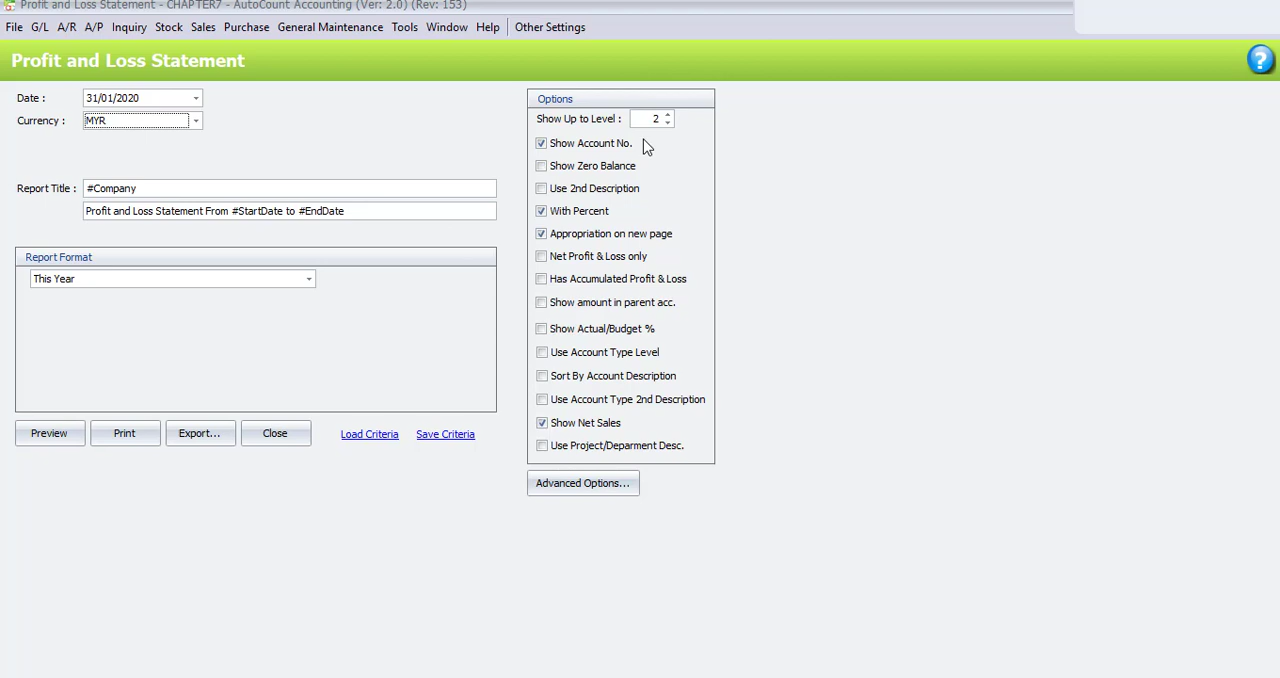 Profit and Loss Statement - CHAPTER7 - AutoCount Accounting (Ver: 2.0) (Rev: 153)
File G/L A/R A/P Inquiry Stock Sales Purchase General Maintenance Tools Window Help Other Settings
Profit and Loss Statement
?
Date : 31/01/2020
Currency : MYR
Report Title : #Company
Profit and Loss Statement From #StartDate to #EndDate
Report Format
This Year
Preview Print Export... Close Load Criteria Save Criteria
Options
Show Up to Level : 2
Show Account No.
Show Zero Balance
Use 2nd Description
With Percent
Appropriation on new page
Net Profit & Loss only
Has Accumulated Profit & Loss
Show amount in parent acc.
Show Actual/Budget %
Use Account Type Level
Sort By Account Description
Use Account Type 2nd Description
Show Net Sales
Use Project/Deparment Desc.
Advanced Options...